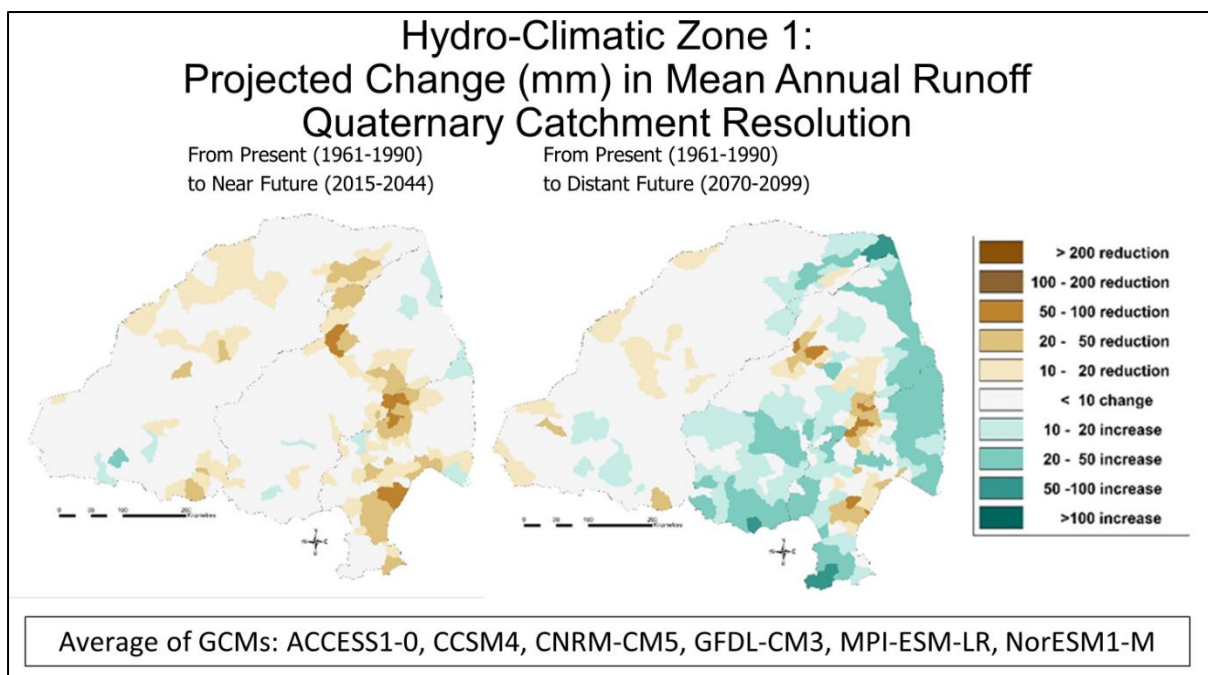 Hydro-Climatic Zone 1:
Projected Change (mm) in Mean Annual Runoff
Quaternary Catchment Resolution
From Present (1961-1990)
to Near Future (2015-2044)
From Present (1961-1990)
to Distant Future (2070-2099)
> 200 reduction
100 - 200 reduction
50 - 100 reduction
20 - 50 reduction
10 - 20 reduction
< 10 change
10 - 20 increase
20 - 50 increase
50 -100 increase
>100 increase
Average of GCMs: ACCESS1-0, CCSM4, CNRM-CM5, GFDL-CM3, MPI-ESM-LR, NorESM1-M